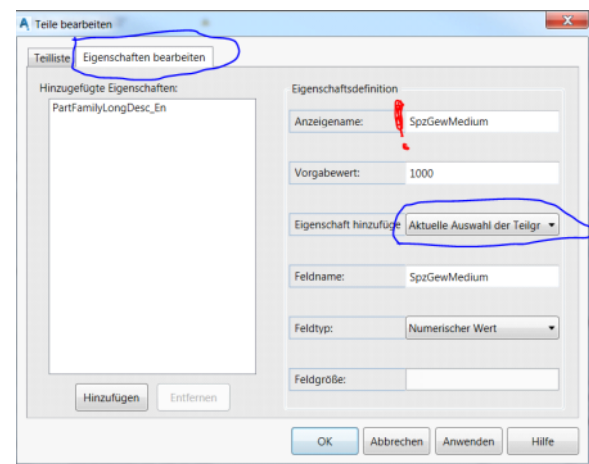 Teile bearbeiten
Teilliste
Eigenschaften bearbeiten
Hinzugefügte Eigenschaften:
PartFamilyLongDesc_En
Hinzufügen
Entfernen
Eigenschaftsdefinition
Anzeigename:
SpzGewMedium
Vorgabewert:
1000
Eigenschaft hinzufüge
Aktuelle Auswahl der Teilgr
Feldname:
SpzGewMedium
Feldtyp:
Numerischer Wert
Feldgröße:
OK
Abbrechen
Anwenden
Hilfe